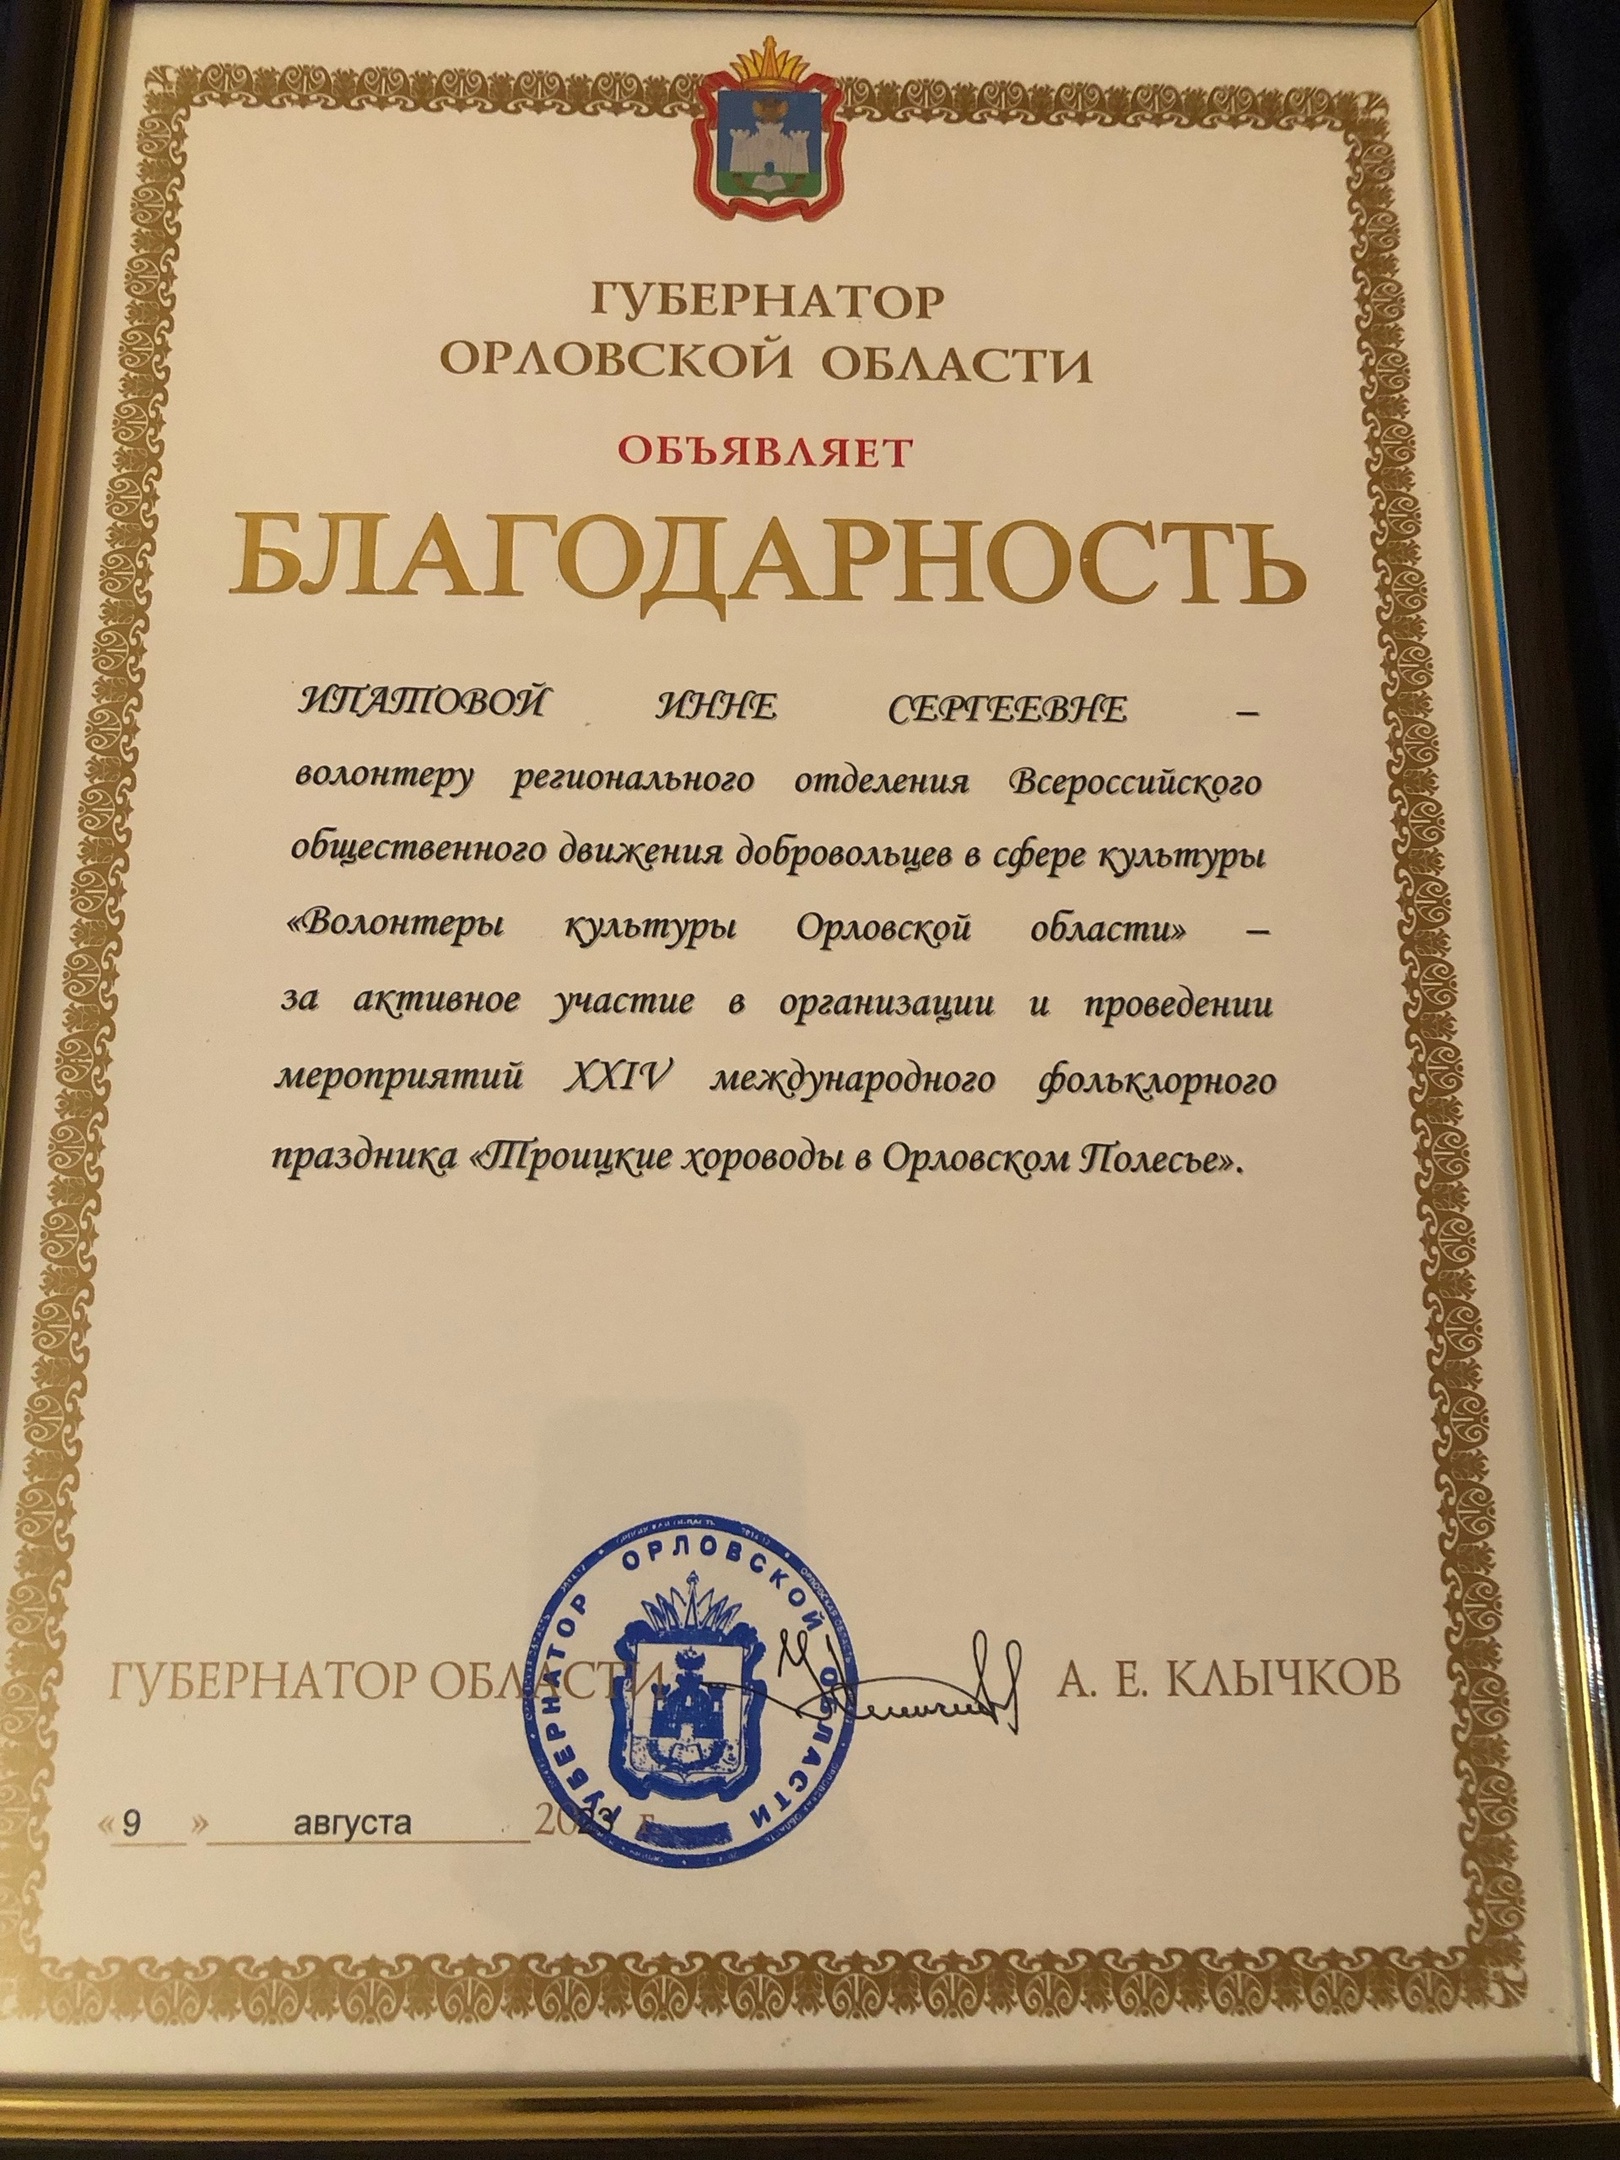 ГУБЕРНАТОР
ОРЛОВСКОЙ ОБЛАСТИ
ОБЪЯВЛЯЕТ
БЛАГОДАРНОСТЬ
ИПАТОВОЙ ИННЕ СЕРГЕЕВНЕ –
волонтеру регионального отделения Всероссийского
общественного движения добровольцев в сфере культуры
«Волонтеры культуры Орловской области» –
за активное участие в организации и проведении
мероприятий XXIV международного фольклорного
праздника «Троицкие хороводы в Орловском Полесье».
ГУБЕРНАТОР ОБЛАСТИ
А. Е. КЛЫЧКОВ
ГУБЕРНАТОР ОРЛОВСКОЙ ОБЛАСТИ
«9» августа 2023 г.